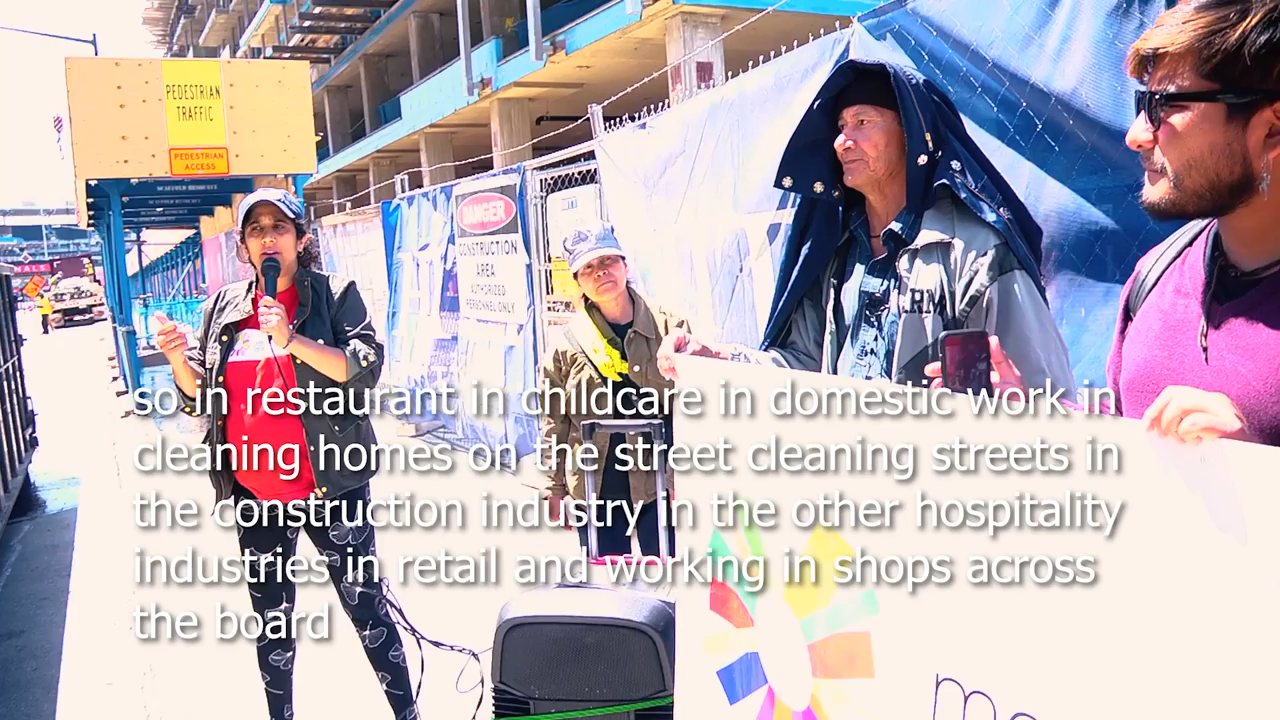 PEDESTRIAN
TRAFFIC
PEDESTRIAN
ACCESS
DANGER
CONSTRUCTION
AREA
AUTHORIZED
PERSONNEL ONLY
so in restaurant in childcare in domestic work in
cleaning homes on the street cleaning streets in
the construction industry in the other hospitality
industries in retail and working in shops across
the board